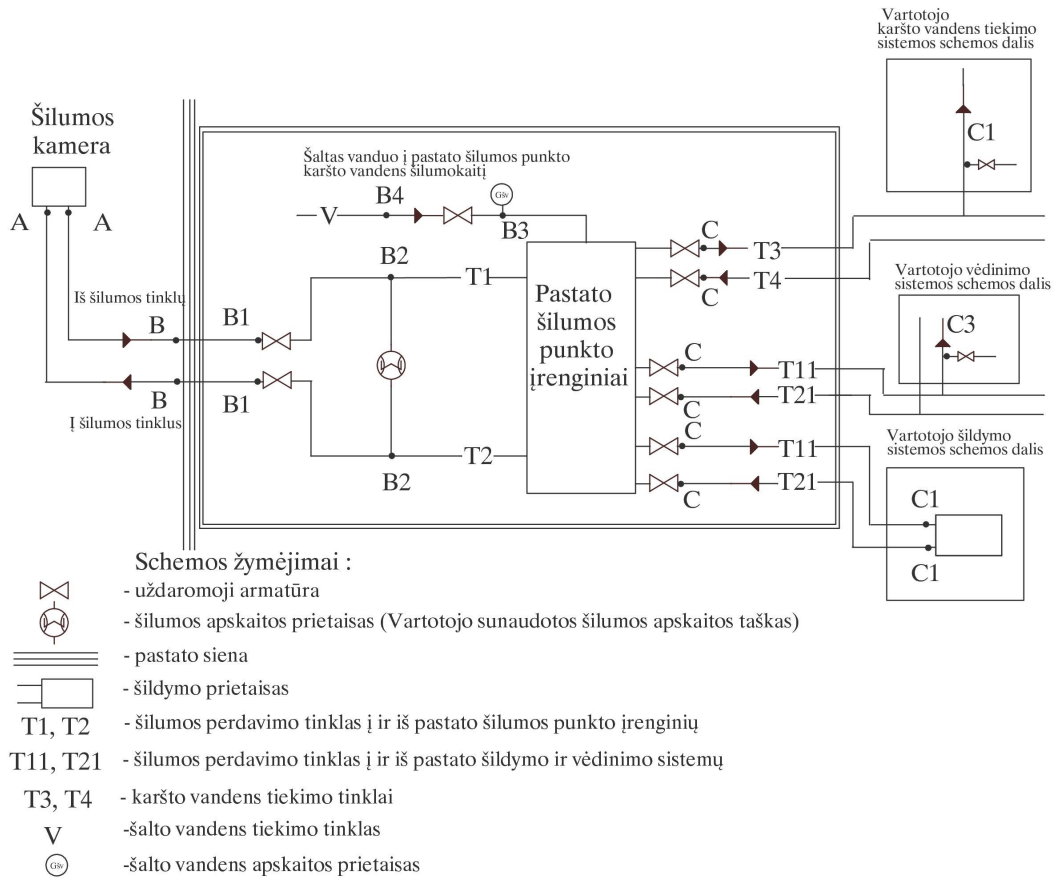 Vartotojo
karšto vandens tiekimo
sistemos schemos dalis
C1
Šilumos
kamera
A
A
Šaltas vanduo į pastato šilumos punkto
karšto vandens šilumokaitį
V
B4
Gšv
B3
B2
T1
Iš šilumos tinklų
B
B1
B
B1
Į šilumos tinklus
T2
B2
Pastato
šilumos
punkto
įrenginiai
C
T3
T4
C
C
T11
T21
C
C
T11
T21
C
Vartotojo vėdinimo
sistemos schemos dalis
C3
Vartotojo šildymo
sistemos schemos dalis
C1
C1
Schemos žymėjimai :
- uždaromoji armatūra
- šilumos apskaitos prietaisas (Vartotojo sunaudotos šilumos apskaitos taškas)
- pastato siena
- šildymo prietaisas
T1, T2 - šilumos perdavimo tinklas į ir iš pastato šilumos punkto įrenginių
T11, T21 - šilumos perdavimo tinklas į ir iš pastato šildymo ir vėdinimo sistemų
T3, T4 - karšto vandens tiekimo tinklai
V -šalto vandens tiekimo tinklas
Gšv -šalto vandens apskaitos prietaisas